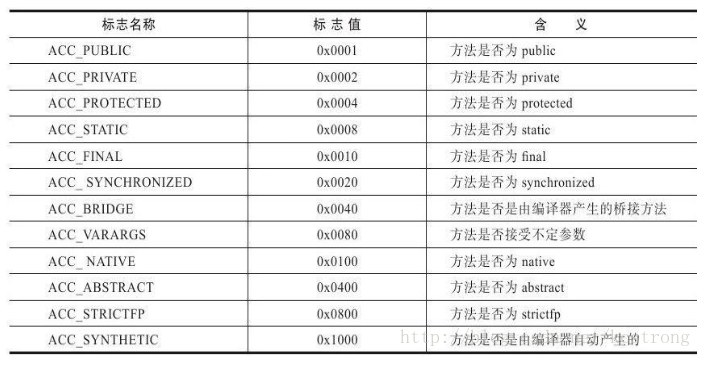 标志名称 标 志 值 含 义
ACC_PUBLIC 0x0001 方法是否为 public
ACC_PRIVATE 0x0002 方法是否为 private
ACC_PROTECTED 0x0004 方法是否为 protected
ACC_STATIC 0x0008 方法是否为 static
ACC_FINAL 0x0010 方法是否为 final
ACC_ SYNCHRONIZED 0x0020 方法是否为 synchronized
ACC_BRIDGE 0x0040 方法是否是由编译器产生的桥接方法
ACC_VARARGS 0x0080 方法是否接受不定参数
ACC_ NATIVE 0x0100 方法是否为 native
ACC_ABSTRACT 0x0400 方法是否为 abstract
ACC_STRICTFP 0x0800 方法是否为 strictfp
ACC_SYNTHETIC 0x1000 方法是否是由编译器自动产生的